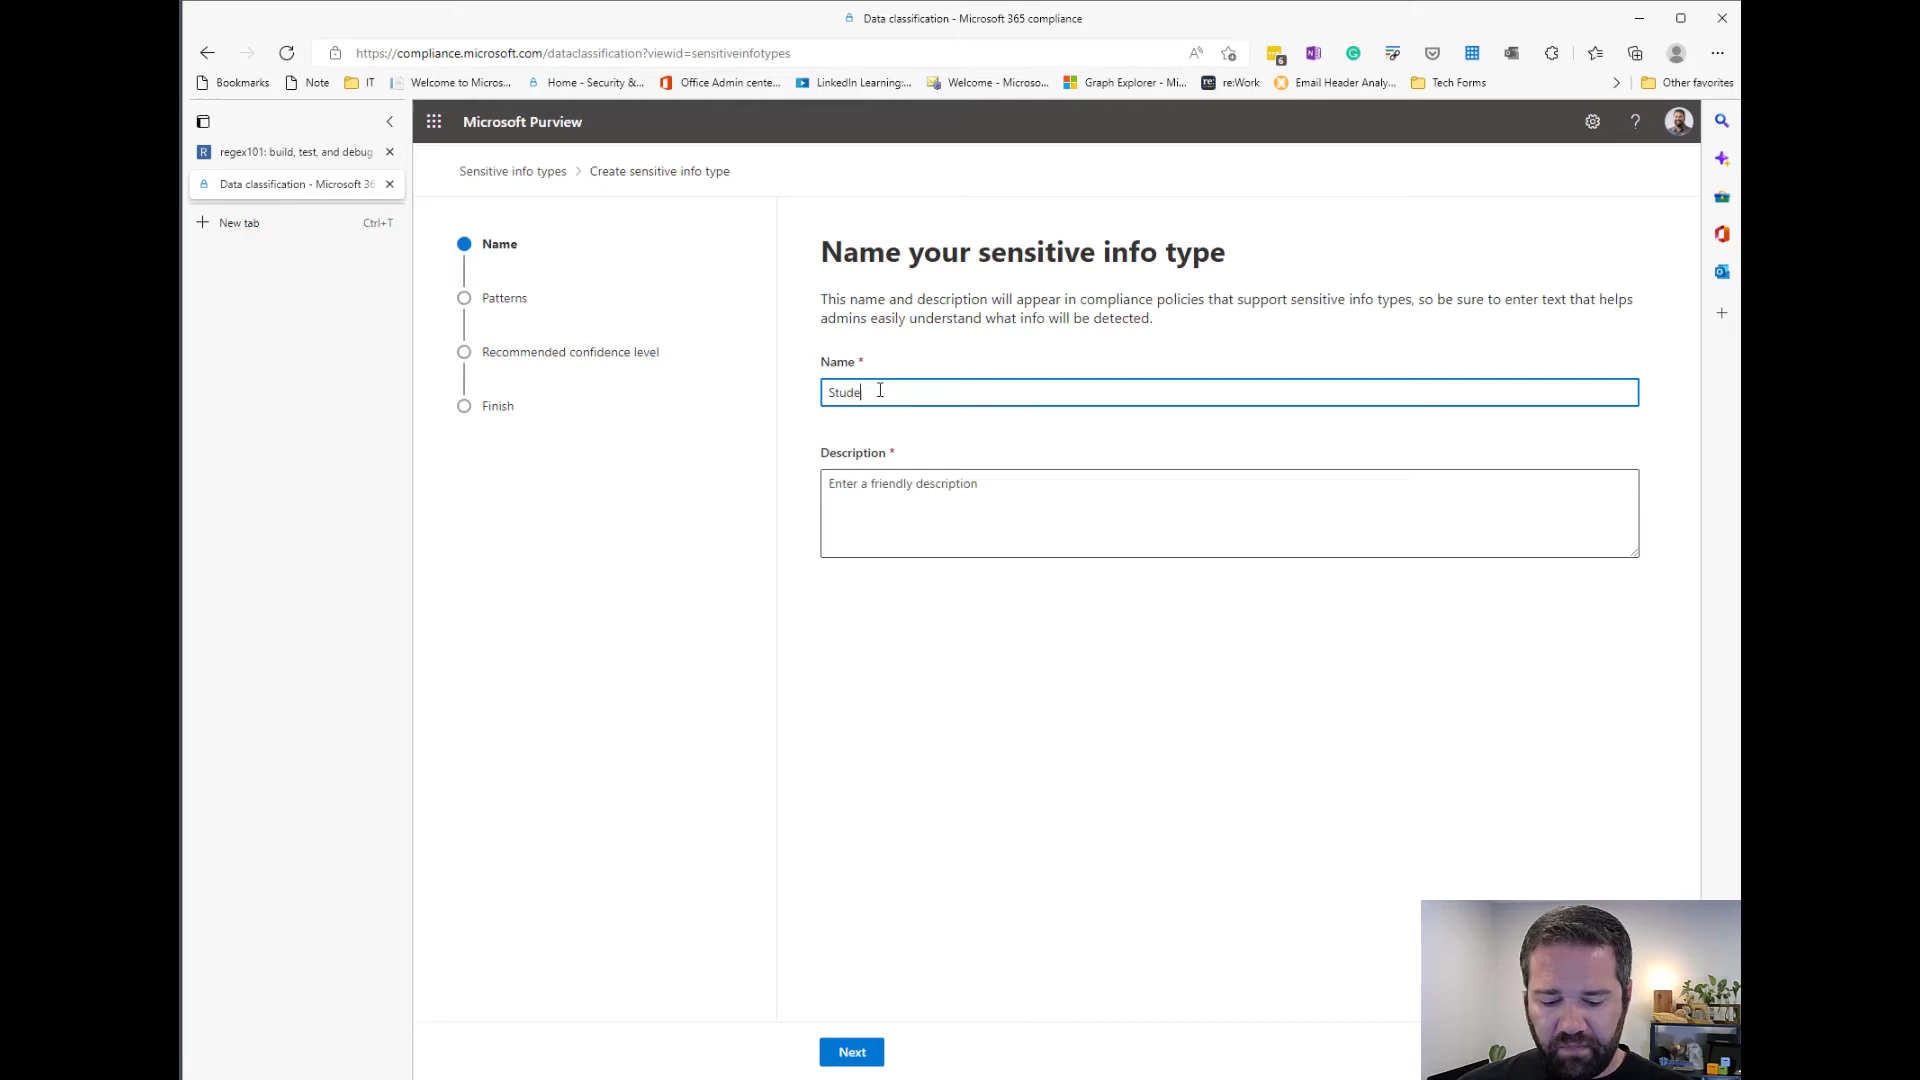 Data classification - Microsoft 365 compliance
https://compliance.microsoft.com/dataclassification?viewid=sensitiveinfotypes
6
Bookmarks
Note
IT
Welcome to Micros...
Home - Security &...
Office Admin cente...
LinkedIn Learning:...
Welcome - Microso...
Graph Explorer - Mi...
re:
re:Work
Email Header Analy...
Tech Forms
Other favorites
R
regex101: build, test, and debug
Data classification - Microsoft 36
New tab
Ctrl+T
Microsoft Purview
Sensitive info types > Create sensitive info type
Name
Patterns
Recommended confidence level
Finish
Name your sensitive info type
This name and description will appear in compliance policies that support sensitive info types, so be sure to enter text that helps
admins easily understand what info will be detected.
Name *
Stude
Description *
Enter a friendly description
Next